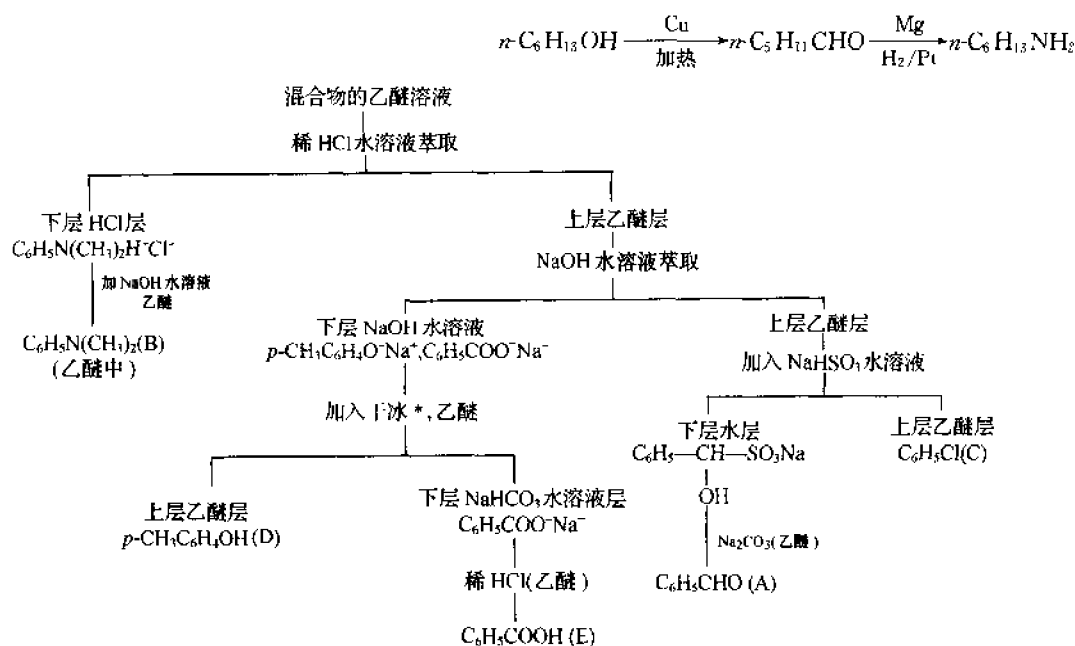 n-C₆H₁₃OH —Cu/加热→ n-C₅H₁₁CHO —Mg/H₂/Pt→ n-C₆H₁₃NH₂
混合物的乙醚溶液
稀HCl水溶液萃取
下层HCl层
C₆H₅N(CH₃)₂H⁺Cl⁻
上层乙醚层
NaOH水溶液萃取
加NaOH水溶液
乙醚
C₆H₅N(CH₃)₂(B)
(乙醚中)
下层NaOH水溶液
p-CH₃C₆H₄O⁻Na⁺,C₆H₅COO⁻Na⁻
上层乙醚层
加入NaHSO₃水溶液
加入干冰*,乙醚
下层水层
C₆H₅—CH—SO₃Na
OH
上层乙醚层
C₆H₅Cl(C)
上层乙醚层
p-CH₃C₆H₄OH(D)
下层NaHCO₃水溶液层
C₆H₅COO⁻Na⁻
Na₂CO₃(乙醚)
稀HCl(乙醚)
C₆H₅CHO(A)
C₆H₅COOH(E)